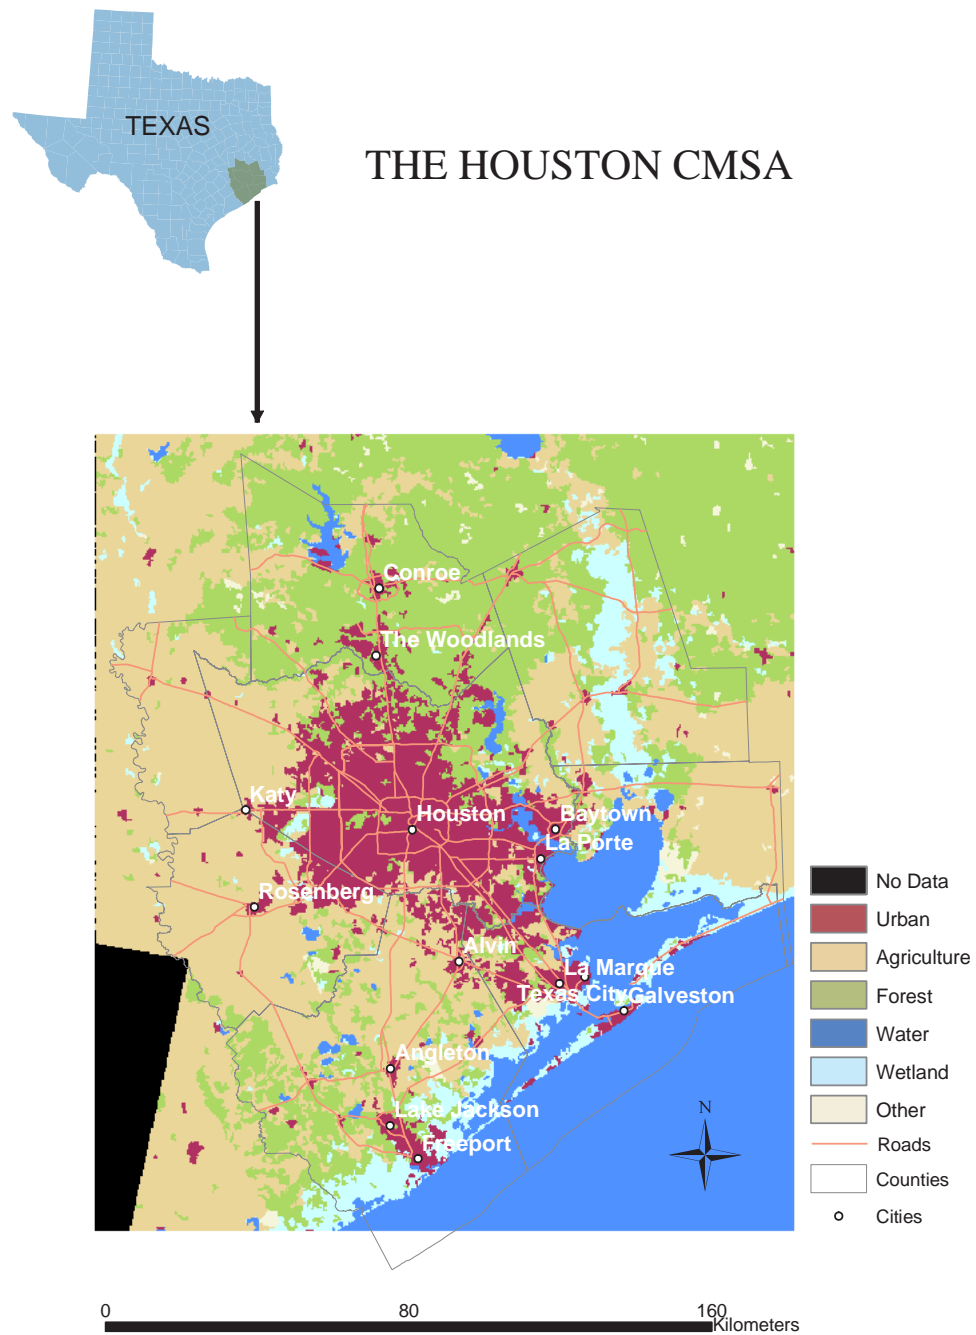 TEXAS
THE HOUSTON CMSA
Conroe
The Woodlands
Katy
Houston
Baytown
La Porte
Rosenberg
Alvin
La Marque
Texas City
Galveston
Angleton
Lake Jackson
Freeport
N
No Data
Urban
Agriculture
Forest
Water
Wetland
Other
Roads
Counties
Cities
0 80 160
Kilometers